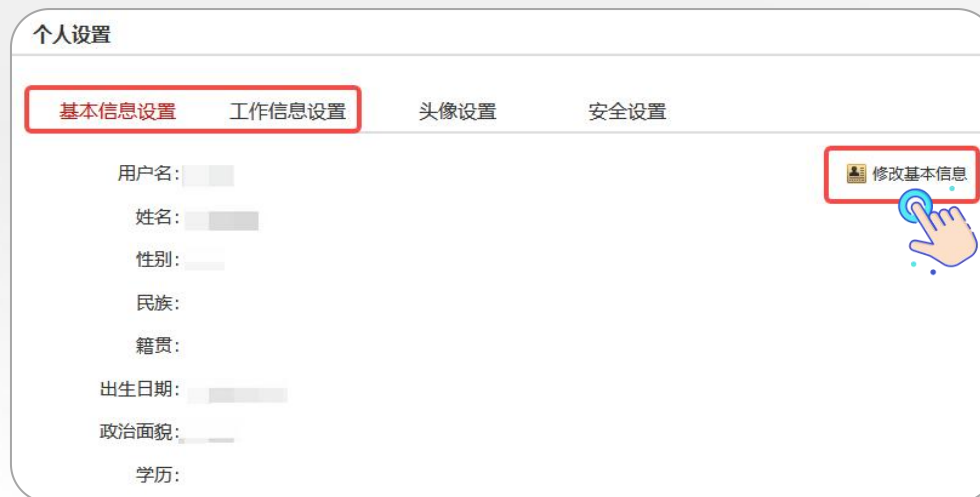 个人设置
基本信息设置 工作信息设置 头像设置 安全设置
用户名: 修改基本信息
姓名:
性别:
民族:
籍贯:
出生日期:
政治面貌:
学历: